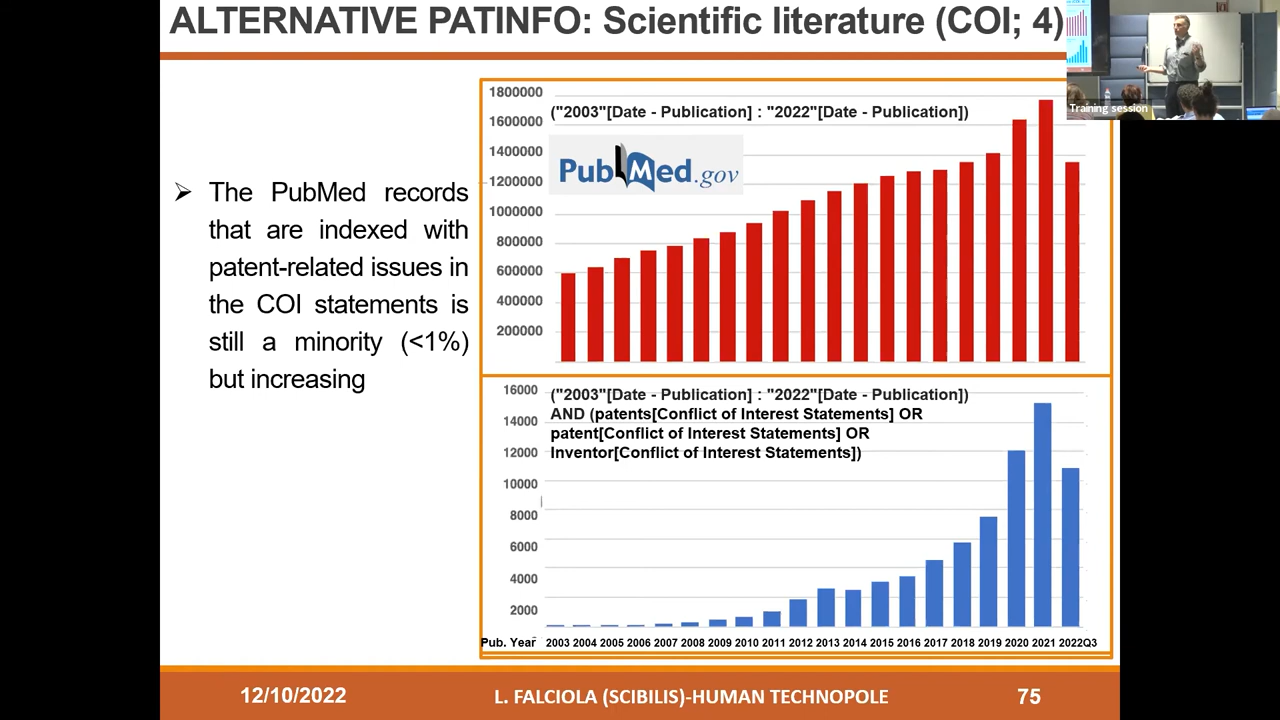 ALTERNATIVE PATINFO: Scientific literature (COI; 4)
Training session
➢ The PubMed records
that are indexed with
patent-related issues in
the COI statements is
still a minority (<1%)
but increasing
1800000
("2003"[Date - Publication] : "2022"[Date - Publication])
1600000
1400000
PubMed.gov
1200000
1000000
800000
600000
400000
200000
16000
("2003"[Date - Publication] : "2022"[Date - Publication])
AND (patents[Conflict of Interest Statements] OR
14000
patent[Conflict of Interest Statements] OR
12000
Inventor[Conflict of Interest Statements])
10000
8000
6000
4000
2000
Pub. Year 2003 2004 2005 2006 2007 2008 2009 2010 2011 2012 2013 2014 2015 2016 2017 2018 2019 2020 2021 2022Q3
12/10/2022 L. FALCIOLA (SCIBILIS)-HUMAN TECHNOPOLE 75